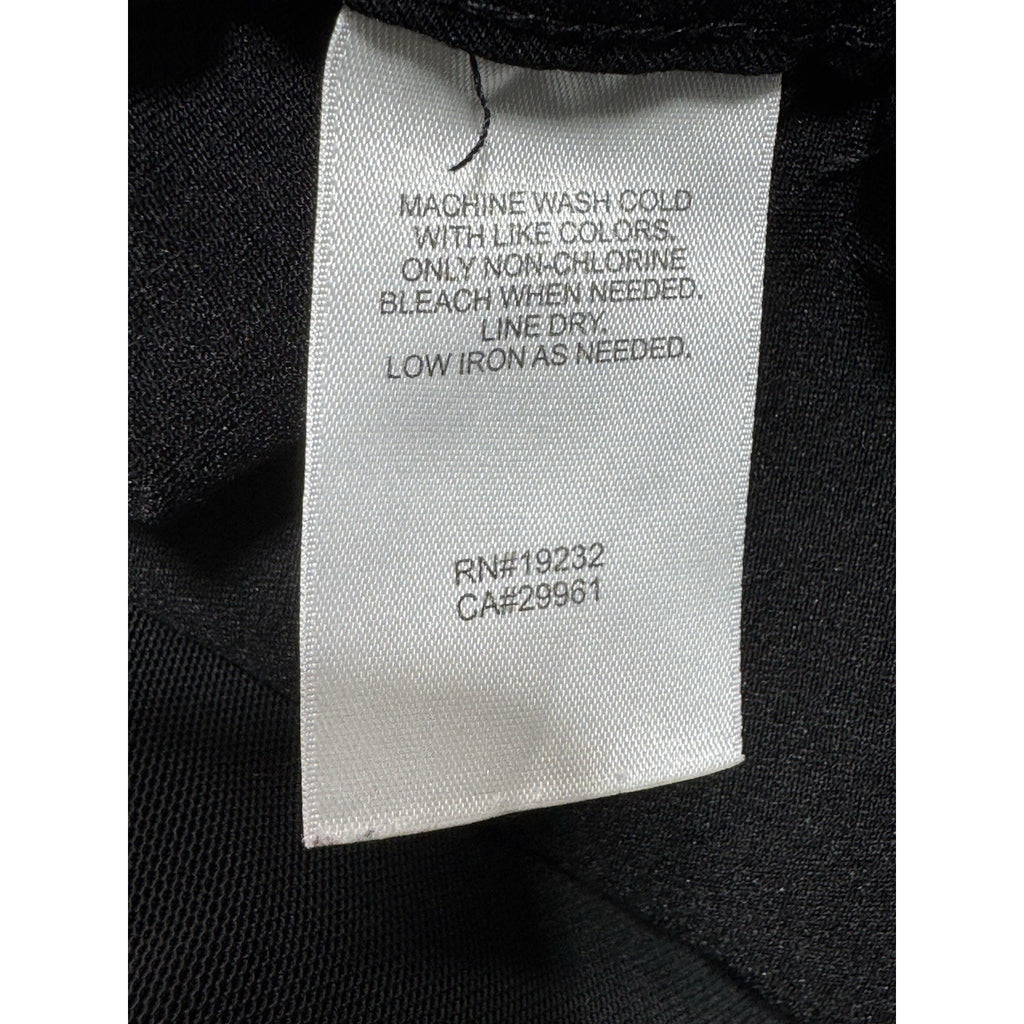 MACHINE WASH COLD
WITH LIKE COLORS.
ONLY NON-CHLORINE
BLEACH WHEN NEEDED.
LINE DRY.
LOW IRON AS NEEDED.
RN#19232
CA#29961